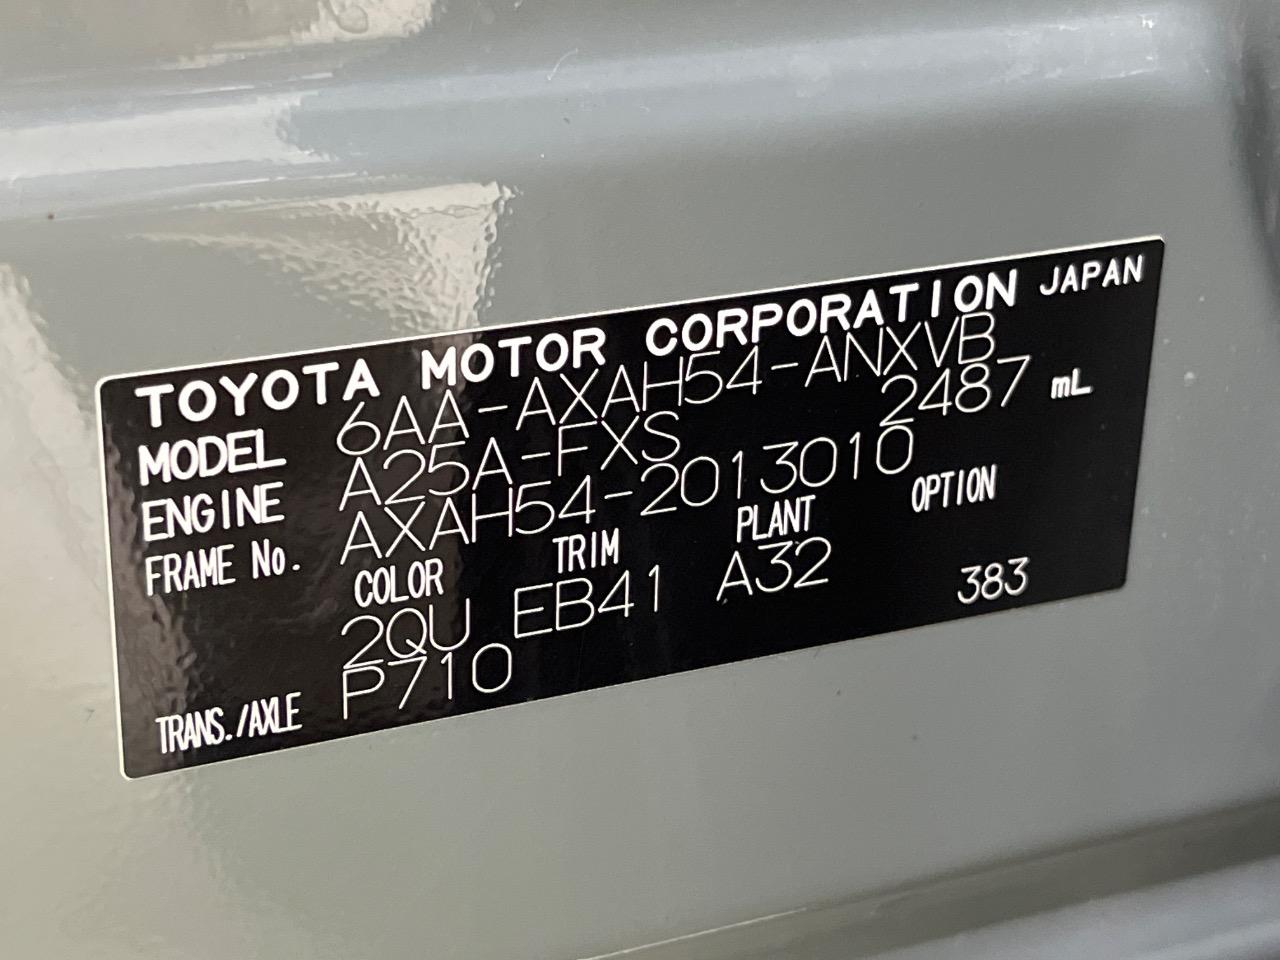 TOYOTA MOTOR CORPORATION JAPAN
MODEL 6AA-AXAH54-ANXVB
ENGINE A25A-FXS 2487 mL
FRAME No. AXAH54-2013010
COLOR TRIM PLANT OPTION
2QU EB41 A32 383
TRANS./AXLE P710